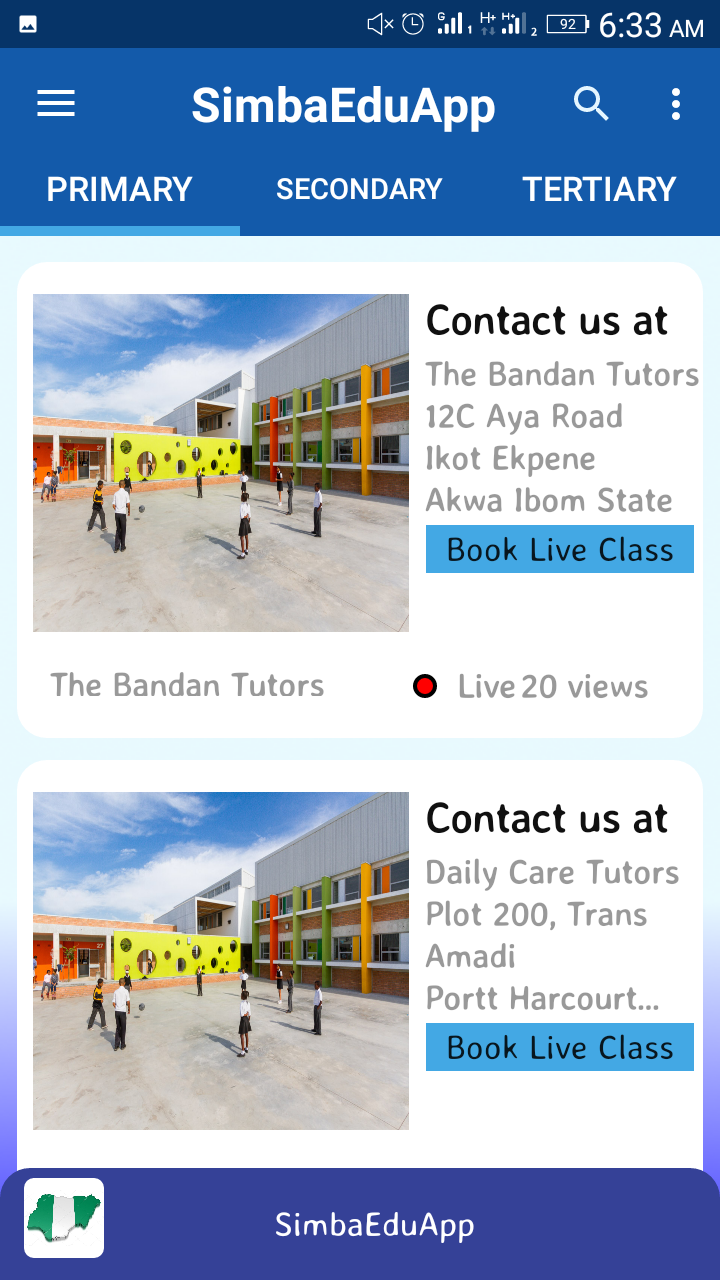 92 6:33 AM
SimbaEduApp
PRIMARY SECONDARY TERTIARY
Contact us at
The Bandan Tutors
12C Aya Road
Ikot Ekpene
Akwa Ibom State
Book Live Class
The Bandan Tutors
Live 20 views
Contact us at
Daily Care Tutors
Plot 200, Trans
Amadi
Portt Harcourt...
Book Live Class
SimbaEduApp